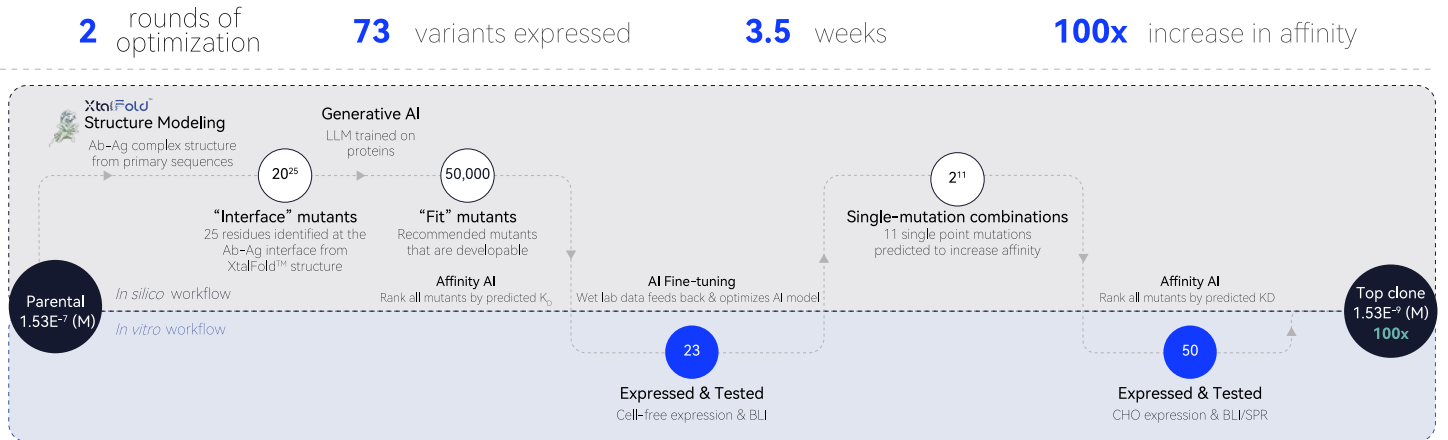 2 rounds of
optimization
73 variants expressed
3.5 weeks
100x increase in affinity
XtalFold™
Structure Modeling
Ab-Ag complex structure
from primary sequences
20²⁵
"Interface" mutants
25 residues identified at the
Ab-Ag interface from
XtalFold™ structure
Generative AI
LLM trained on
proteins
50,000
"Fit" mutants
Recommended mutants
that are developable
Affinity AI
Rank all mutants by predicted K_D
AI Fine-tuning
Wet lab data feeds back & optimizes AI model
2¹¹
Single-mutation combinations
11 single point mutations
predicted to increase affinity
Affinity AI
Rank all mutants by predicted KD
Parental
1.53E⁻⁷ (M)
In silico workflow
In vitro workflow
23
Expressed & Tested
Cell-free expression & BLI
50
Expressed & Tested
CHO expression & BLI/SPR
Top clone
1.53E⁻⁹ (M)
100x